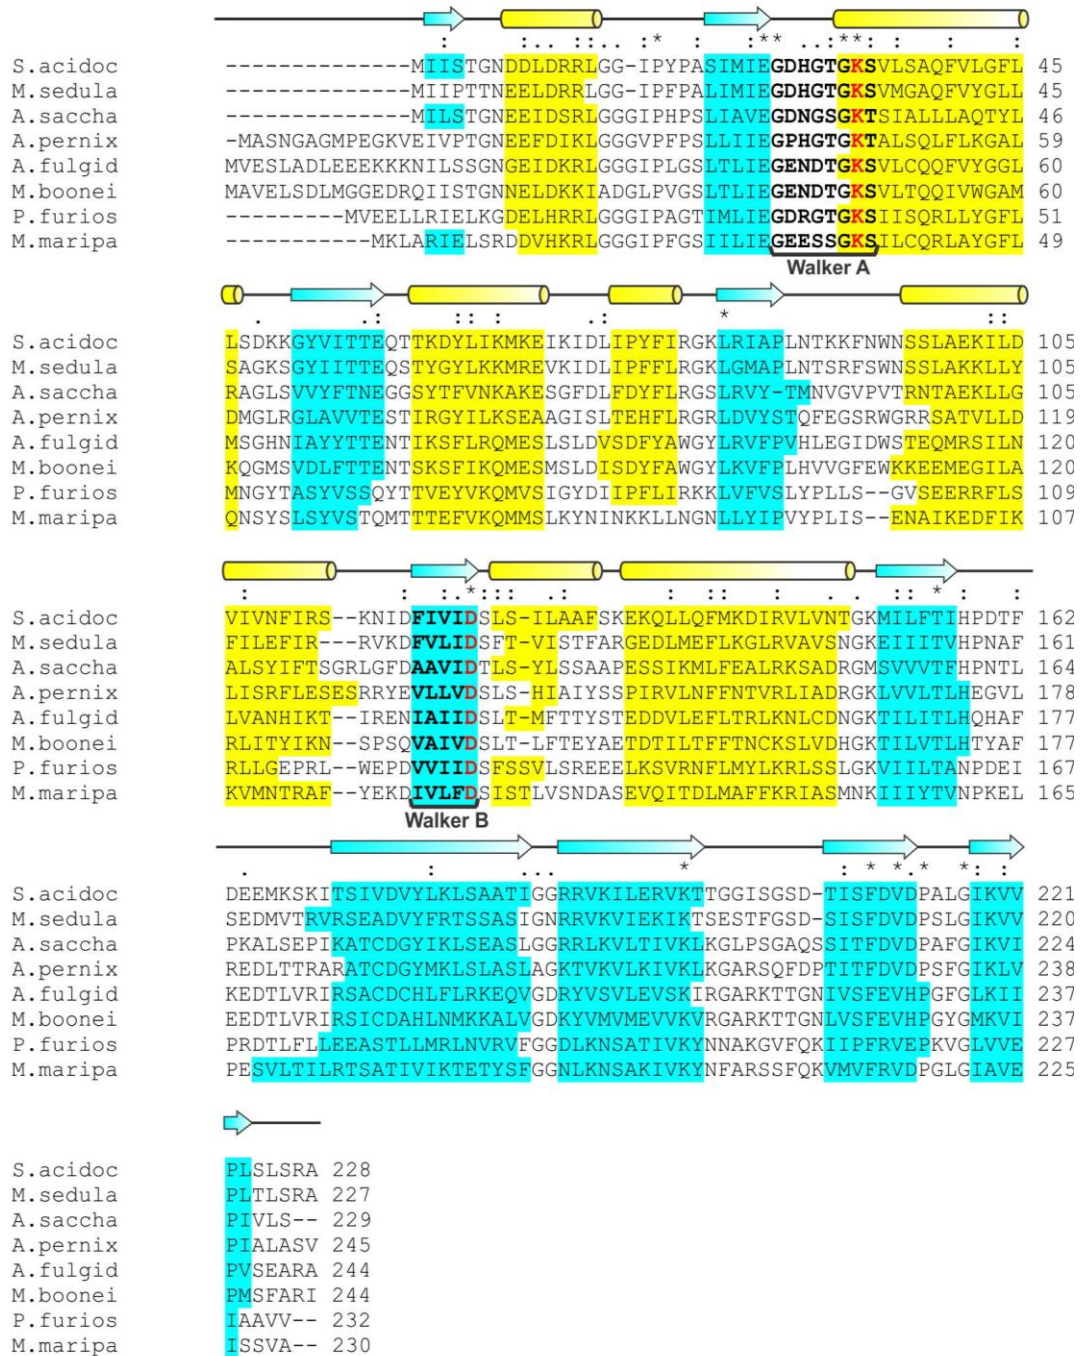 : :.. ::.. :* : :** ..:**: : : :
S.acidoc --------------MIISTGNDDLDRRLGG-IPYPASIMIEGDHGTGKSVLSAQFVLGFL 45
M.sedula --------------MIIPTTNEELDRRLGG-IPFPALIMIEGDHGTGKSVMGAQFVYGLL 45
A.saccha --------------MILSTGNEEIDSRLGG-IPHPSLIAVEGDNGSGKTSIALLLAQTYL 46
A.pernix -MASNGAGMPEGKVEIVPTGNEEFDIKLGGGVPFPSLLIIEGPHGTGKTALSQLFLKGAL 59
A.fulgid MVESLADLEEEKKKNILSSGNGEIDKRLGGGIPLGSLTLIEGENDTGKSVLCQQFVYGGL 60
M.boonei MAVELSDLMGGEDRQIISTGNNELDKKIADGLPVGSLTLIEGENDTGKSVLTQQIVWGAM 60
P.furios ---------MVEELLRIELKGDELHRRLGGGIPAGTIMLIEGDRGTGKSIISQRLLYGFL 51
M.maripa -----------MKLARIELSRDDVHKRLGGGIPFGSIILIEGEESSGKSILCQRLAYGFL 49
Walker A
. .: :: : .: * ::
S.acidoc LSDKKGYVITTEQTTKDYLIKMKEIKIDLIPYFIRGKLRIAPLNTKKFNWNSSLAEKILD 105
M.sedula SAGKSGYIITTEQSTYGYLKKMREVKIDLIPFFLRGKLGMAPLNTSRFSWNSSLAKKLLY 105
A.saccha RAGLSVVYFTNEGGSYTFVNKAKESGFDLFDYFLRGSLRVY-TMNVGVPVTRNTAEKLLG 105
A.pernix DMGLRGLAVVTESTIRGYILKSEAAGISLTEHFLRGRLDVYSTQFEGSRWGRRSATVLLD 119
A.fulgid MSGHNIAYYTTENTIKSFLRQMESLSLDVSDFYAWGYLRVFPVHLEGIDWSTEQMRSILN 120
M.boonei KQGMSVDLFTTENTSKSFIKQMESMSLDISDYFAWGYLKVFPLHVVGFEWKKEEMEGILA 120
P.furios MNGYTASYVSSQYTTVEYVKQMVSIGYDIIPFLIRKKLVFVSLYPLLS--GVSEERRFLS 109
M.maripa QNSYSLSYVSTQMTTTEFVKQMMSLKYNINKKLLNGNLLYIPVYPLIS--ENAIKEDFIK 107
: : :..*::: .: : : . . :: * :
S.acidoc VIVNFIRS--KNIDFIVIDSLS-ILAAFSKEKQLLQFMKDIRVLVNTGKMILFTIHPDTF 162
M.sedula FILEFIR---RVKDFVLIDSFT-VISTFARGEDLMEFLKGLRVAVSNGKEIIITVHPNAF 161
A.saccha ALSYIFTSGRLGFDAAVIDTLS-YLSSAAPESSIKMLFEALRKSADRGMSVVVTFHPNTL 164
A.pernix LISRFLESESRRYEVLLVDSLS-HIAIYSSPIRVLNFFNTVRLIADRGKLVVLTLHEGVL 178
A.fulgid LVANHIKT--IRENIAIIDSLT-MFTTYSTEDDVLEFLTRLKNLCDNGKTILITLHQHAF 177
M.boonei RLITYIKN--SPSQVAIVDSLT-LFTEYAETDTILTFFTNCKSLVDHGKTILVTLHTYAF 177
P.furios RLLGEPRL--WEPDVVIIDSFSSVLSREEELKSVRNFLMYLKRLSSLGKVIILTANPDEI 167
M.maripa KVMNTRAF--YEKDIVLFDSISTLVSNDASEVQITDLMAFFKRIASMNKIIIYTVNPKEL 165
Walker B
. : ... * : * *.* * : :
S.acidoc DEEMKSKITSIVDVYLKLSAATIGGRRVKILERVKTTGGISGSD-TISFDVDPALGIKVV 221
M.sedula SEDMVTRVRSEADVYFRTSSASIGNRRVKVIEKIKTSESTFGSD-SISFDVDPSLGIKVV 220
A.saccha PKALSEPIKATCDGYIKLSEASLGGRRLKVLTIVKLKGLPSGAQSSITFDVDPAFGIKVI 224
A.pernix REDLTTRARATCDGYMKLSLASLAGKTVKVLKIVKLKGARSQFDPTITFDVDPSFGIKLV 238
A.fulgid KEDTLVRIRSACDCHLFLRKEQVGDRYVSVLEVSKIRGARKTTGNIVSFEVHPGFGLKII 237
M.boonei EEDTLVRIRSICDAHLNMKKALVGDKYVMVMEVVKVRGARKTTGNLVSFEVHPGYGMKVI 237
P.furios PRDTLFLLEEASTLLMRLNVRVFGGDLKNSATIVKYNNAKGVFQKIIPFRVEPKVGLVVE 227
M.maripa PESVLTILRTSATIVIKTETYSFGGNLKNSAKIVKYNFARSSFQKVMVFRVDPGLGIAVE 225
S.acidoc PLSLSRA 228
M.sedula PLTLSRA 227
A.saccha PIVLS-- 229
A.pernix PIALASV 245
A.fulgid PVSEARA 244
M.boonei PMSFARI 244
P.furios IAAVV-- 232
M.maripa ISSVA-- 230